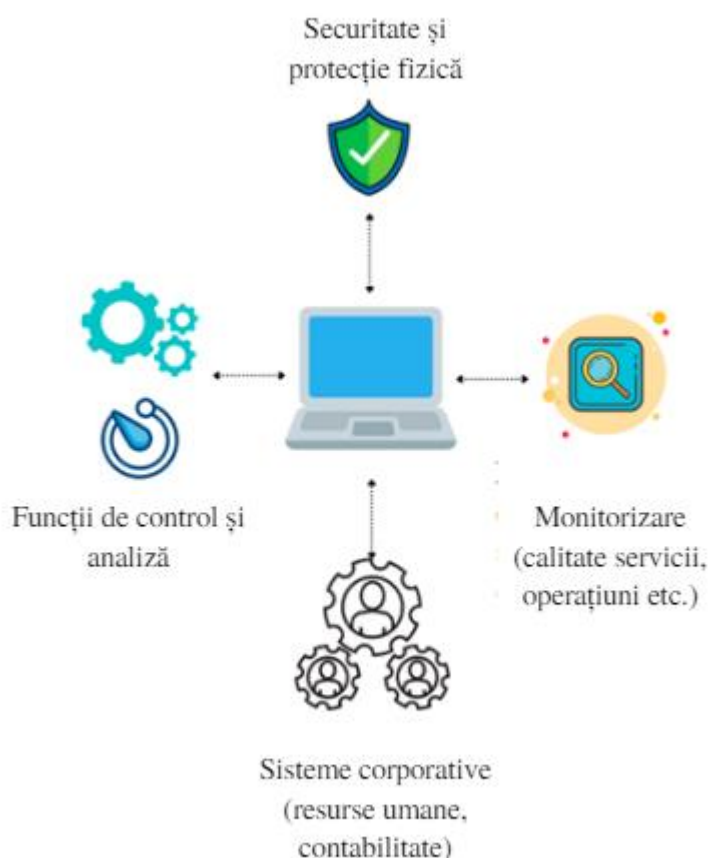 Securitate și
protecție fizică
Funcții de control și
analiză
Monitorizare
(calitate servicii,
operațiuni etc.)
Sisteme corporative
(resurse umane,
contabilitate)